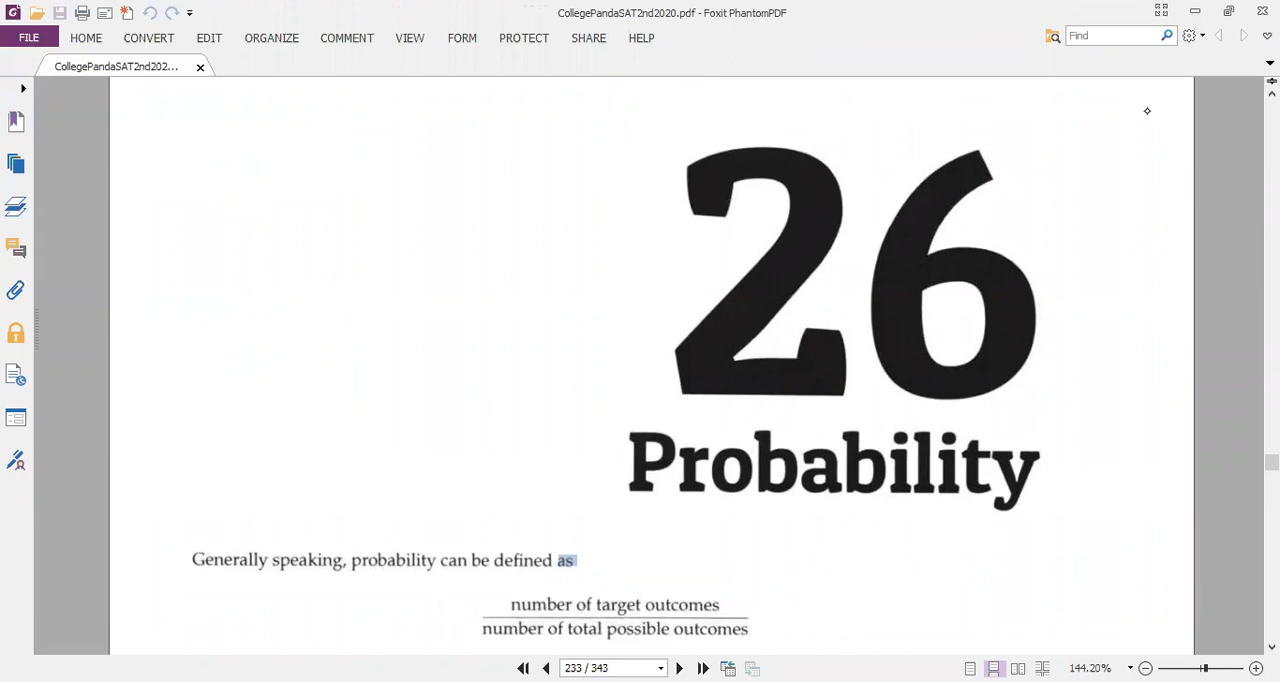 CollegePandaSAT2nd2020.pdf - Foxit PhantomPDF
FILE HOME CONVERT EDIT ORGANIZE COMMENT VIEW FORM PROTECT SHARE HELP Find
CollegePandaSAT2nd202... x
26
Probability
Generally speaking, probability can be defined as
number of target outcomes
number of total possible outcomes
233 / 343 144.20%